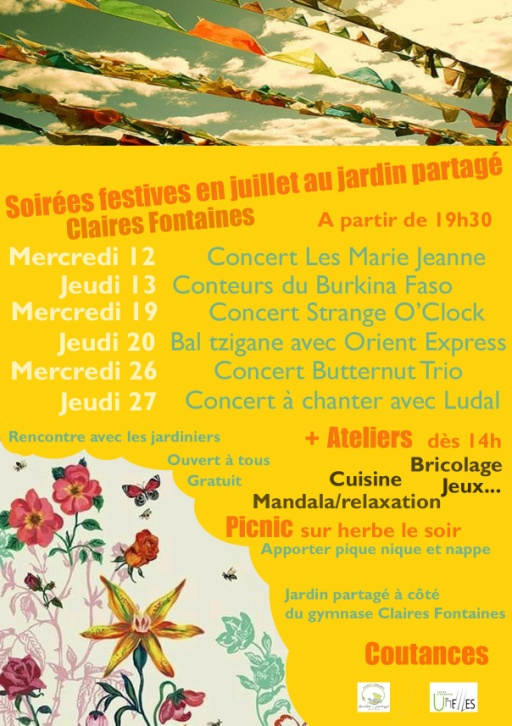 Soirées festives en juillet au jardin partagé
Claires Fontaines
A partir de 19h30
Mercredi 12 Concert Les Marie Jeanne
Jeudi 13 Conteurs du Burkina Faso
Mercredi 19 Concert Strange O'Clock
Jeudi 20 Bal tzigane avec Orient Express
Mercredi 26 Concert Butternut Trio
Jeudi 27 Concert à chanter avec Ludal
Rencontre avec les jardiniers
Ouvert à tous
Gratuit
+ Ateliers dès 14h
Bricolage
Cuisine Jeux...
Mandala/relaxation
Picnic sur herbe le soir
Apporter pique nique et nappe
Jardin partagé à côté
du gymnase Claires Fontaines
Coutances